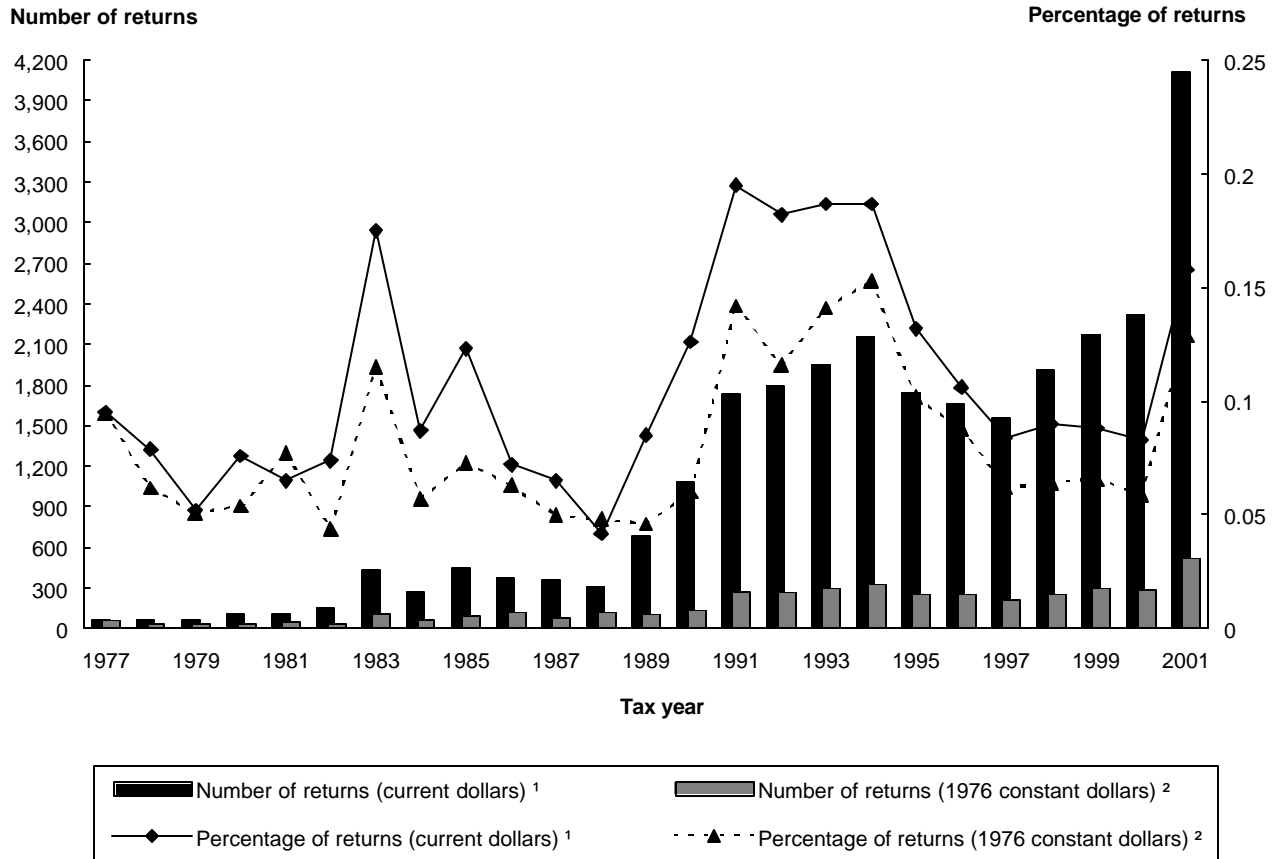 Number of returns
Percentage of returns
4,200
3,900
3,600
3,300
3,000
2,700
2,400
2,100
1,800
1,500
1,200
900
600
300
0
0.25
0.2
0.15
0.1
0.05
0
1977 1979 1981 1983 1985 1987 1989 1991 1993 1995 1997 1999 2001
Tax year
Number of returns (current dollars) ¹
Number of returns (1976 constant dollars) ²
Percentage of returns (current dollars) ¹
Percentage of returns (1976 constant dollars) ²